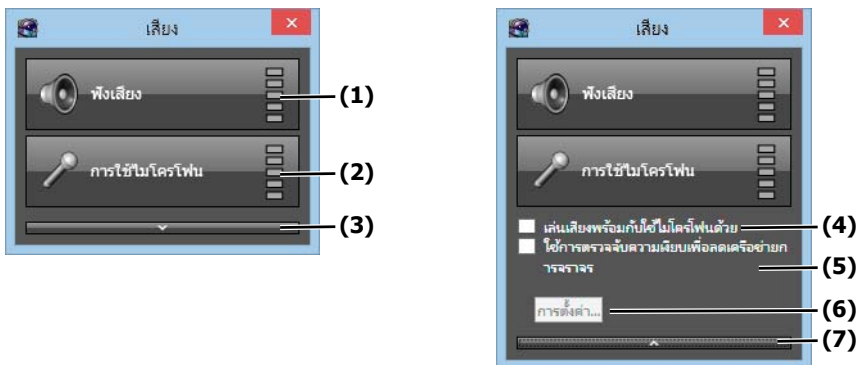 เสียง
ฟังเสียง
(1)
การใช้ไมโครโฟน
(2)
(3)
เสียง
ฟังเสียง
การใช้ไมโครโฟน
เล่นเสียงพร้อมกับใช้ไมโครโฟนด้วย
(4)
ใช้การตรวจจับความเงียบเพื่อลดเครือข่ายก
ารจราจร
(5)
การตั้งค่า...
(6)
(7)